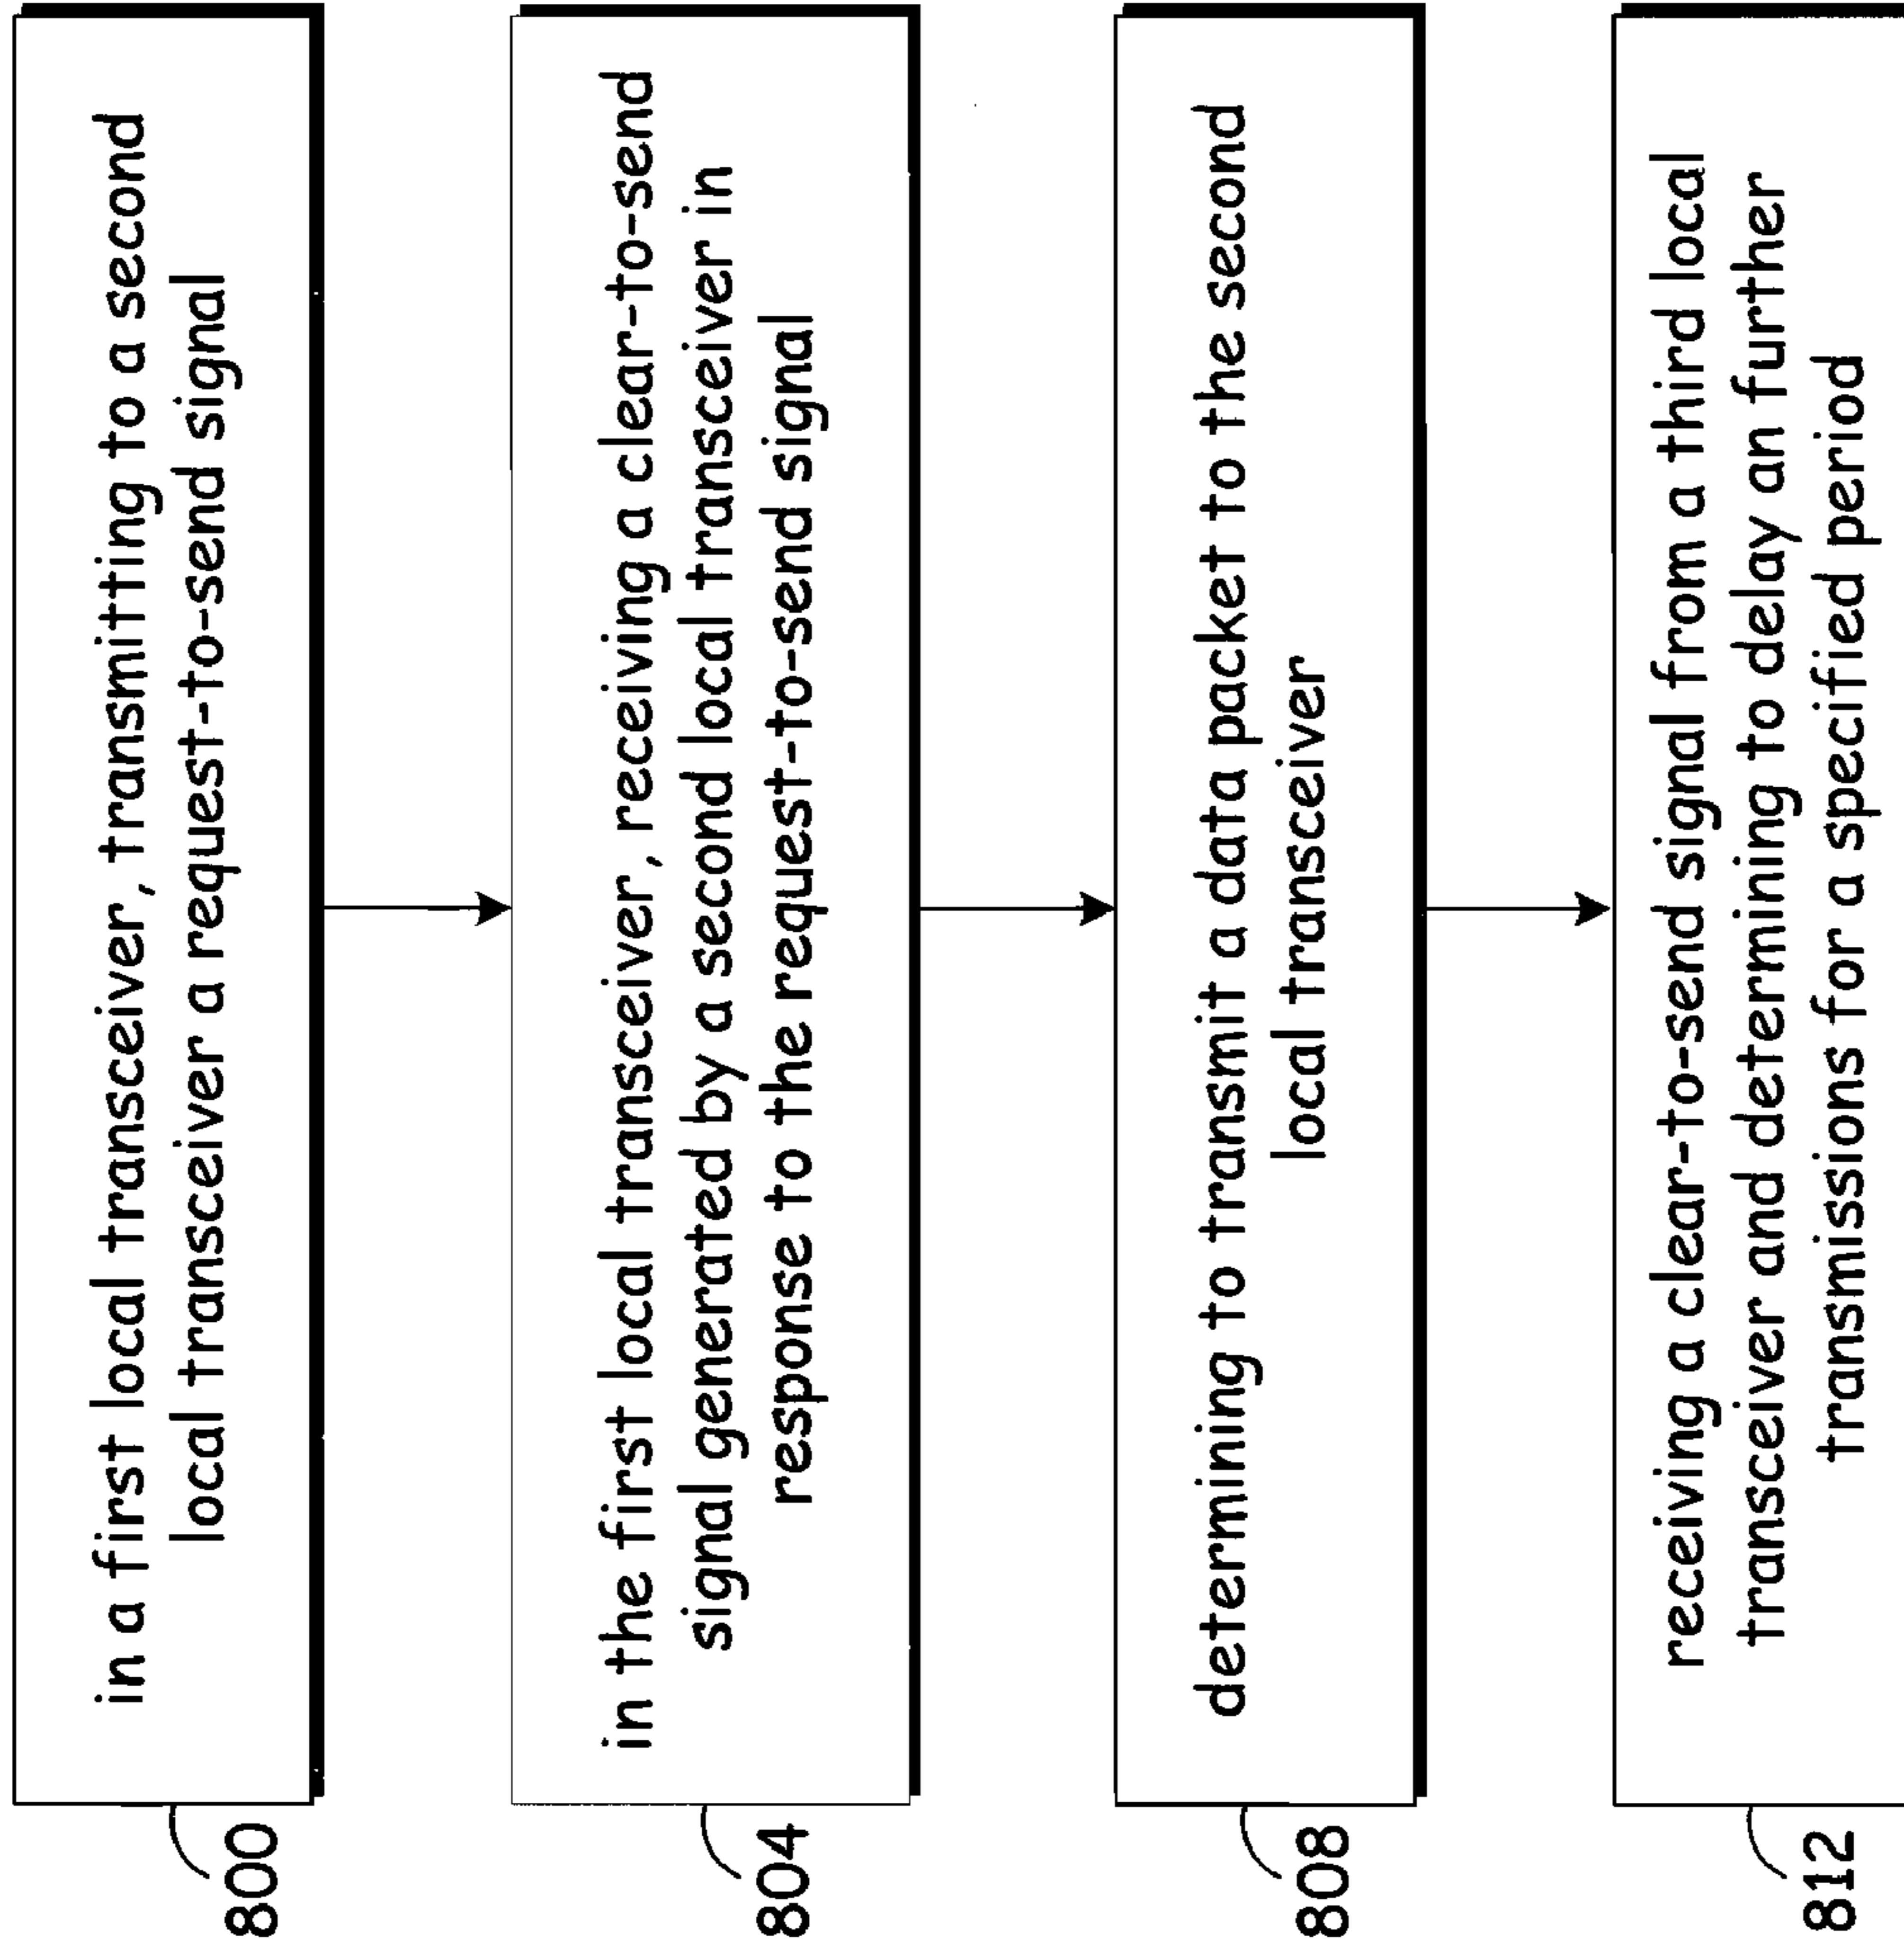 in a first local transceiver, transmitting to a second
local transceiver a request-to-send signal
800
in the first local transceiver, receiving a clear-to-send
signal generated by a second local transceiver in
response to the request-to-send signal
804
determining to transmit a data packet to the second
local transceiver
808
receiving a clear-to-send signal from a third local
transceiver and determining to delay an further
transmissions for a specified period
812